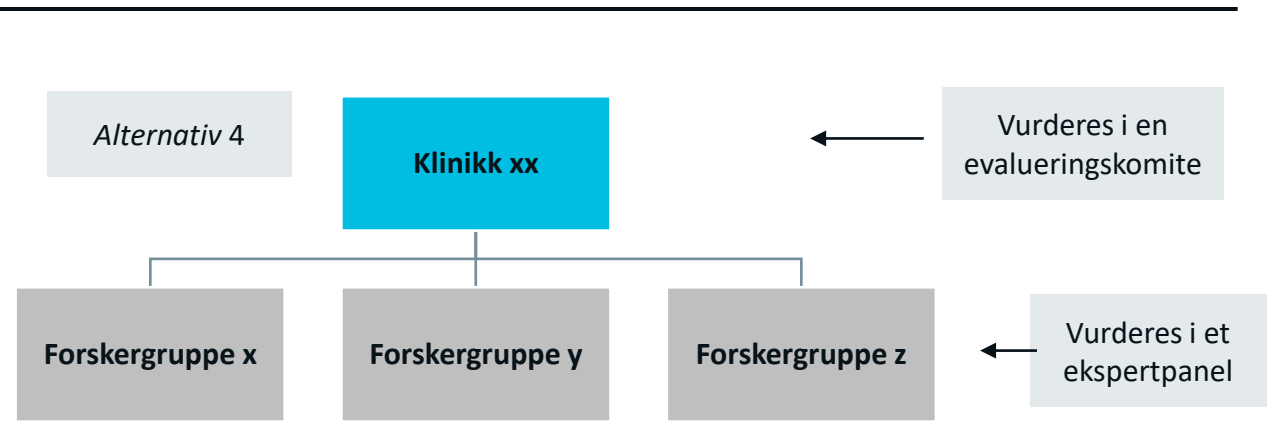 Alternativ 4
Klinikk xx
Vurderes i en
evalueringskomite
Forskergruppe x
Forskergruppe y
Forskergruppe z
Vurderes i et
ekspertpanel